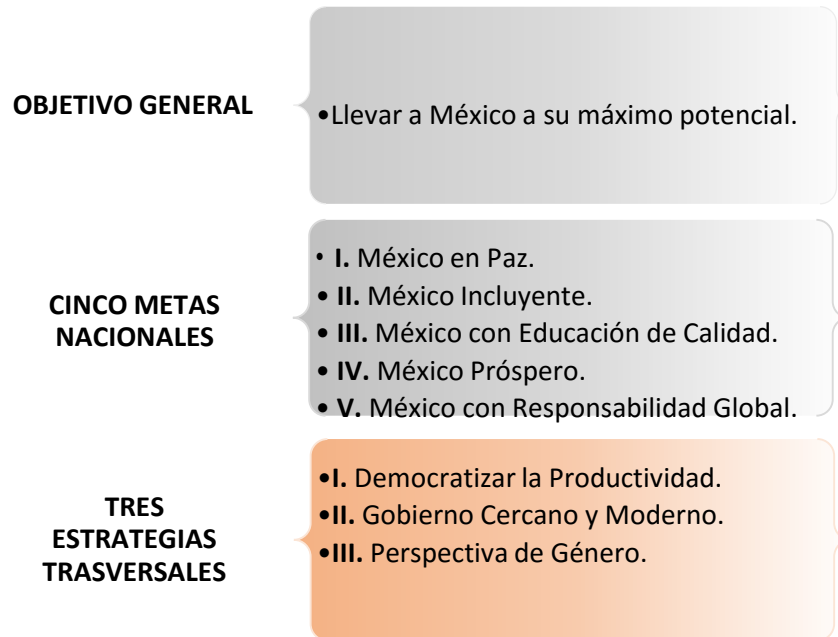 OBJETIVO GENERAL
•Llevar a México a su máximo potencial.
CINCO METAS
NACIONALES
• I. México en Paz.
• II. México Incluyente.
• III. México con Educación de Calidad.
• IV. México Próspero.
• V. México con Responsabilidad Global.
TRES
ESTRATEGIAS
TRASVERSALES
•I. Democratizar la Productividad.
•II. Gobierno Cercano y Moderno.
•III. Perspectiva de Género.